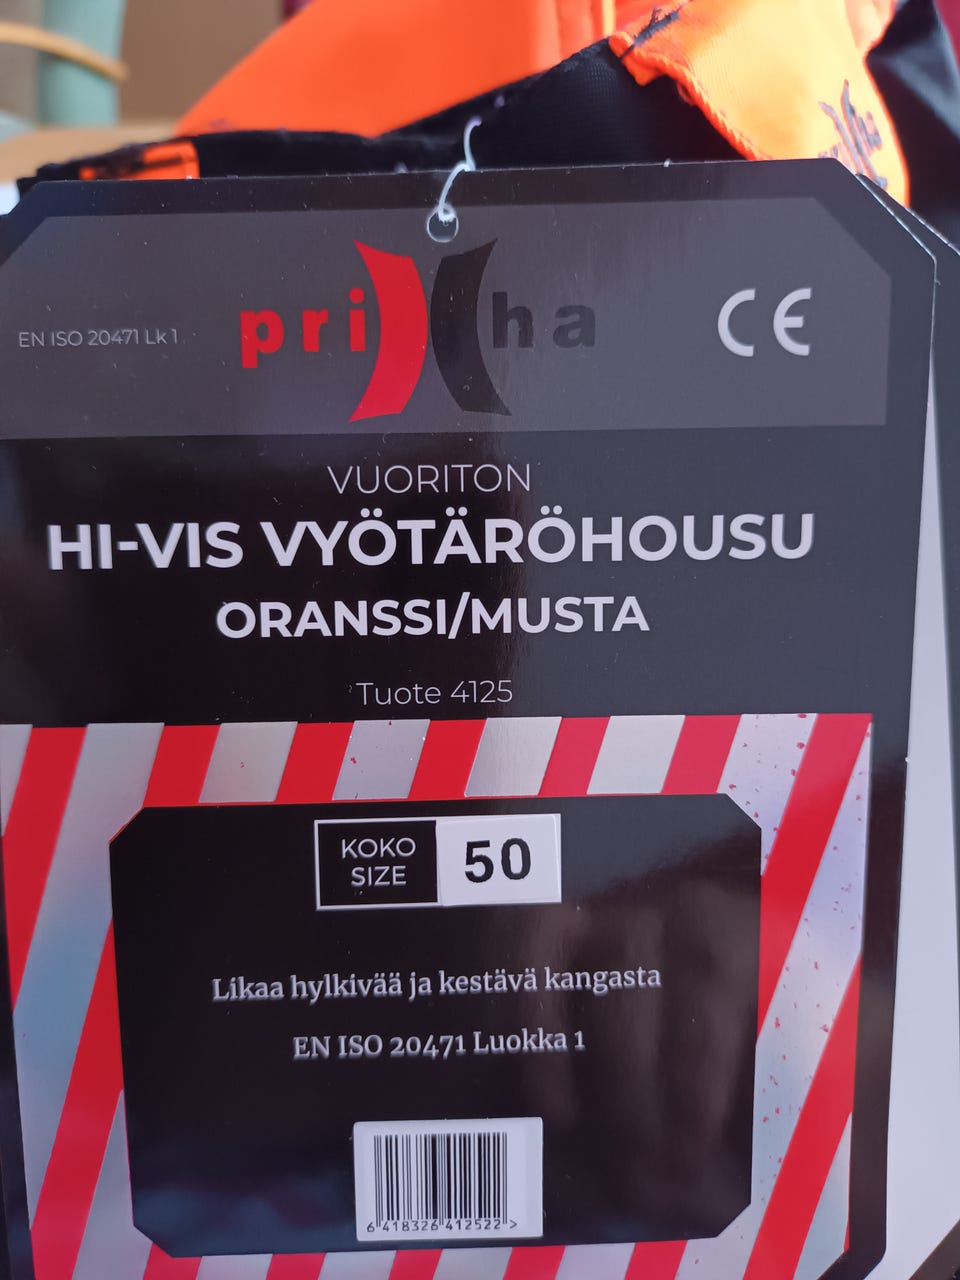 EN ISO 20471 Lk 1
pri ha
CE
VUORITON
HI-VIS VYÖTÄRÖHOUSU
ORANSSI/MUSTA
Tuote 4125
KOKO
SIZE
50
Likaa hylkivää ja kestävä kangasta
EN ISO 20471 Luokka 1
6 418326 412522 >